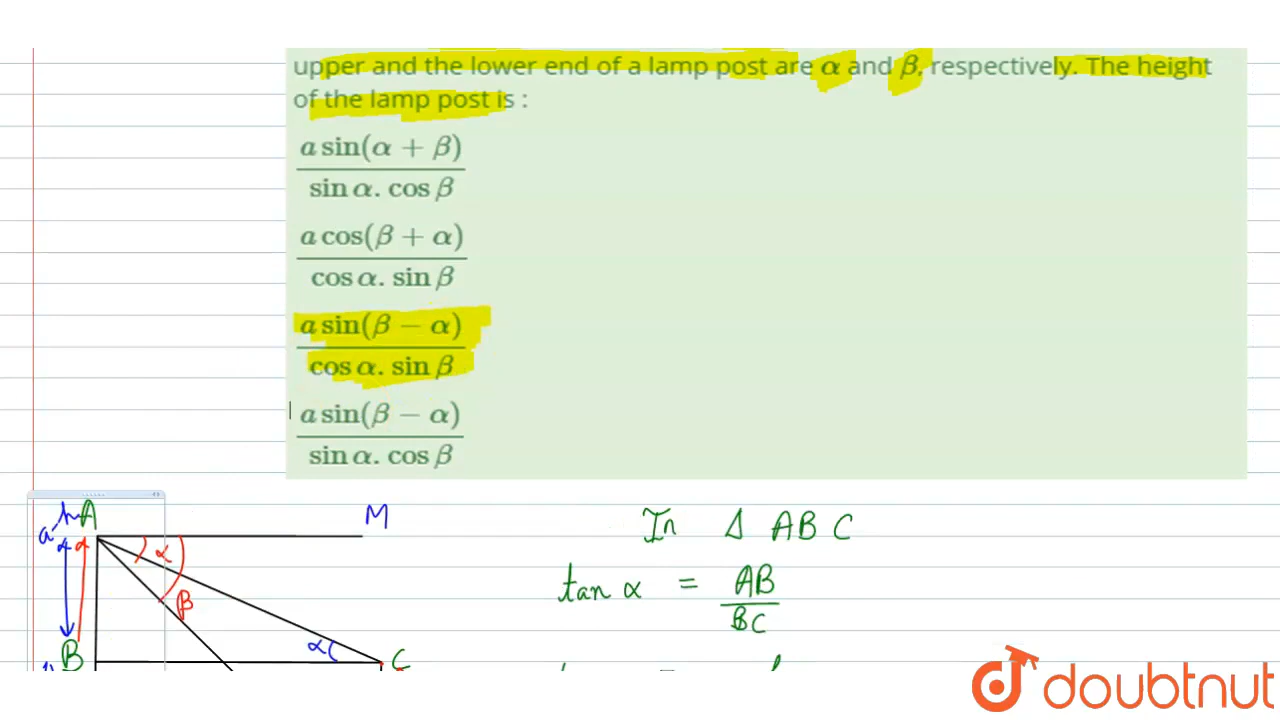 upper and the lower end of a lamp post are α and β, respectively. The height
of the lamp post is :
a sin(α + β)
sin α. cos β
a cos(β + α)
cos α. sin β
a sin(β − α)
cos α. sin β
a sin(β − α)
sin α. cos β
A
M
a
h
α
β
In Δ ABC
tan α = AB
BC
B
α
C
doubtnut